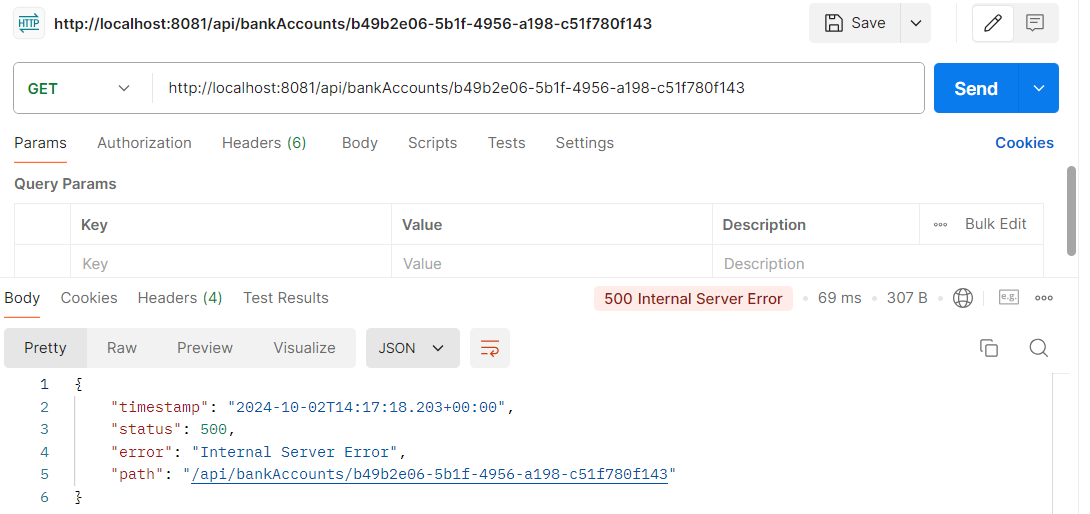 HTTP http://localhost:8081/api/bankAccounts/b49b2e06-5b1f-4956-a198-c51f780f143 Save
GET http://localhost:8081/api/bankAccounts/b49b2e06-5b1f-4956-a198-c51f780f143 Send
Params Authorization Headers (6) Body Scripts Tests Settings Cookies
Query Params
Key Value Description Bulk Edit
Key Value Description
Body Cookies Headers (4) Test Results 500 Internal Server Error 69 ms 307 B e.g.
Pretty Raw Preview Visualize JSON
1 {
2 "timestamp": "2024-10-02T14:17:18.203+00:00",
3 "status": 500,
4 "error": "Internal Server Error",
5 "path": "/api/bankAccounts/b49b2e06-5b1f-4956-a198-c51f780f143"
6 }